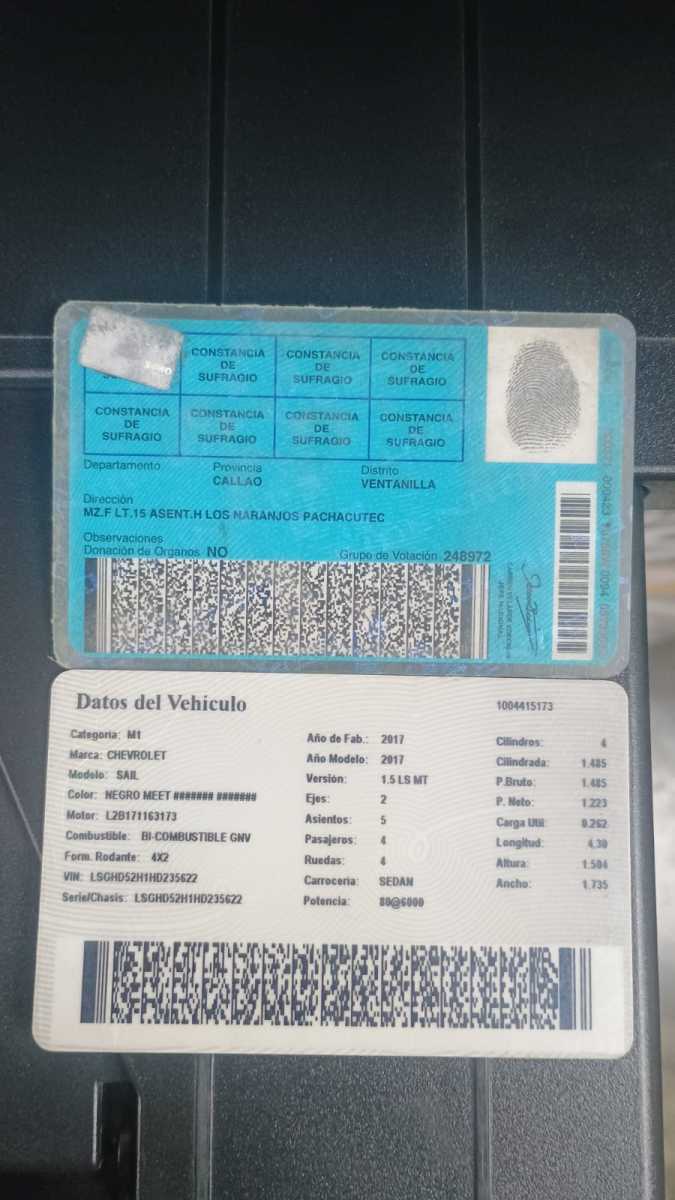 CONSTANCIA DE SUFRAGIO
CONSTANCIA DE SUFRAGIO
CONSTANCIA DE SUFRAGIO
CONSTANCIA DE SUFRAGIO
CONSTANCIA DE SUFRAGIO
CONSTANCIA DE SUFRAGIO
CONSTANCIA DE SUFRAGIO
Departamento Provincia Distrito
CALLAO VENTANILLA
Dirección
MZ.F LT.15 ASENT.H LOS NARANJOS PACHACUTEC
Observaciones
Donación de Organos NO Grupo de Votación 248972
JEFE NACIONAL
Datos del Vehículo 1004415173
Categoria: M1
Marca: CHEVROLET
Modelo: SAIL
Color: NEGRO MEET ####### #######
Motor: L2B171163173
Combustible: BI-COMBUSTIBLE GNV
Form. Rodante: 4X2
VIN: LSGHD52H1HD235622
Serie/Chasis: LSGHD52H1HD235622
Año de Fab.: 2017
Año Modelo: 2017
Versión: 1.5 LS MT
Ejes: 2
Asientos: 5
Pasajeros: 4
Ruedas: 4
Carroceria: SEDAN
Potencia: 80@6000
Cilindros: 4
Cilindrada: 1.485
P.Bruto: 1.485
P. Neto: 1.223
Carga Util: 0.262
Longitud: 4.30
Altura: 1.504
Ancho: 1.735